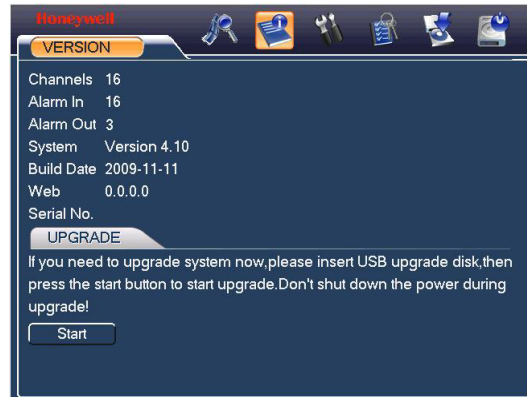 Honeywell
VERSION
Channels 16
Alarm In 16
Alarm Out 3
System Version 4.10
Build Date 2009-11-11
Web 0.0.0.0
Serial No.
UPGRADE
If you need to upgrade system now,please insert USB upgrade disk,then
press the start button to start upgrade.Don't shut down the power during
upgrade!
Start